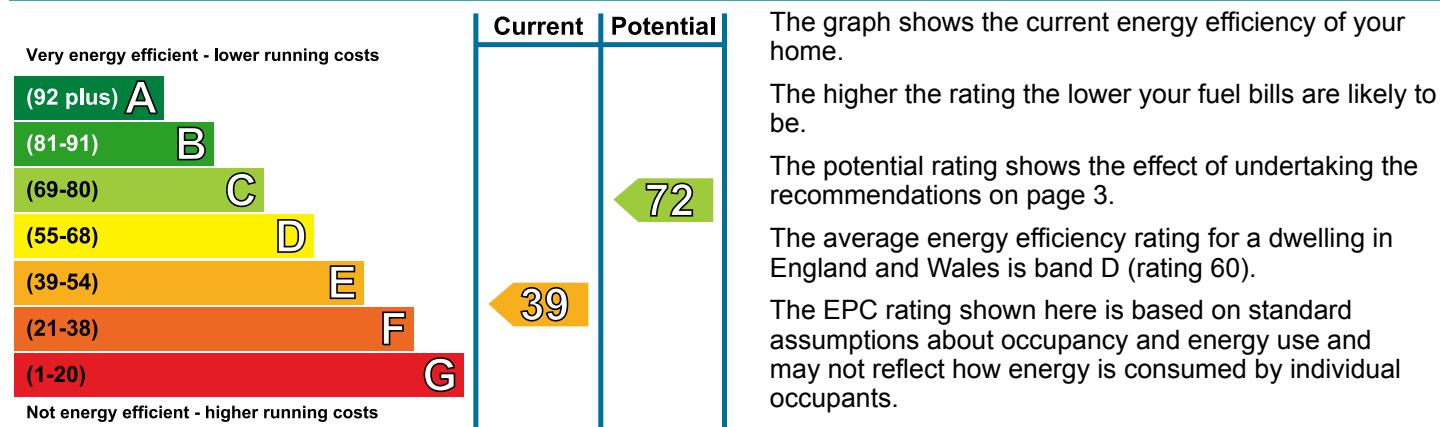 Current Potential
Very energy efficient - lower running costs
(92 plus) A
(81-91) B
(69-80) C
72
(55-68) D
(39-54) E
39
(21-38) F
(1-20) G
Not energy efficient - higher running costs
The graph shows the current energy efficiency of your
home.
The higher the rating the lower your fuel bills are likely to
be.
The potential rating shows the effect of undertaking the
recommendations on page 3.
The average energy efficiency rating for a dwelling in
England and Wales is band D (rating 60).
The EPC rating shown here is based on standard
assumptions about occupancy and energy use and
may not reflect how energy is consumed by individual
occupants.